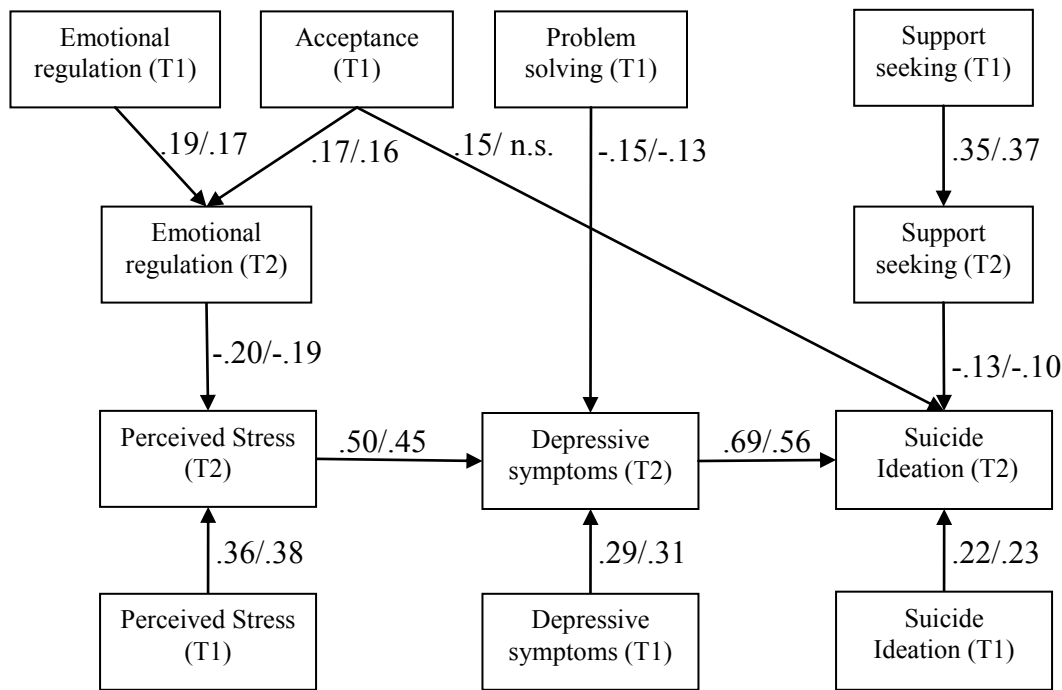 Emotional
regulation (T1)
Acceptance
(T1)
Problem
solving (T1)
Support
seeking (T1)
.19/.17
.17/.16
.15/ n.s.
-.15/-.13
.35/.37
Emotional
regulation (T2)
Support
seeking (T2)
-.20/-.19
-.13/-.10
Perceived Stress
(T2)
.50/.45
Depressive
symptoms (T2)
.69/.56
Suicide
Ideation (T2)
.36/.38
.29/.31
.22/.23
Perceived Stress
(T1)
Depressive
symptoms (T1)
Suicide
Ideation (T1)